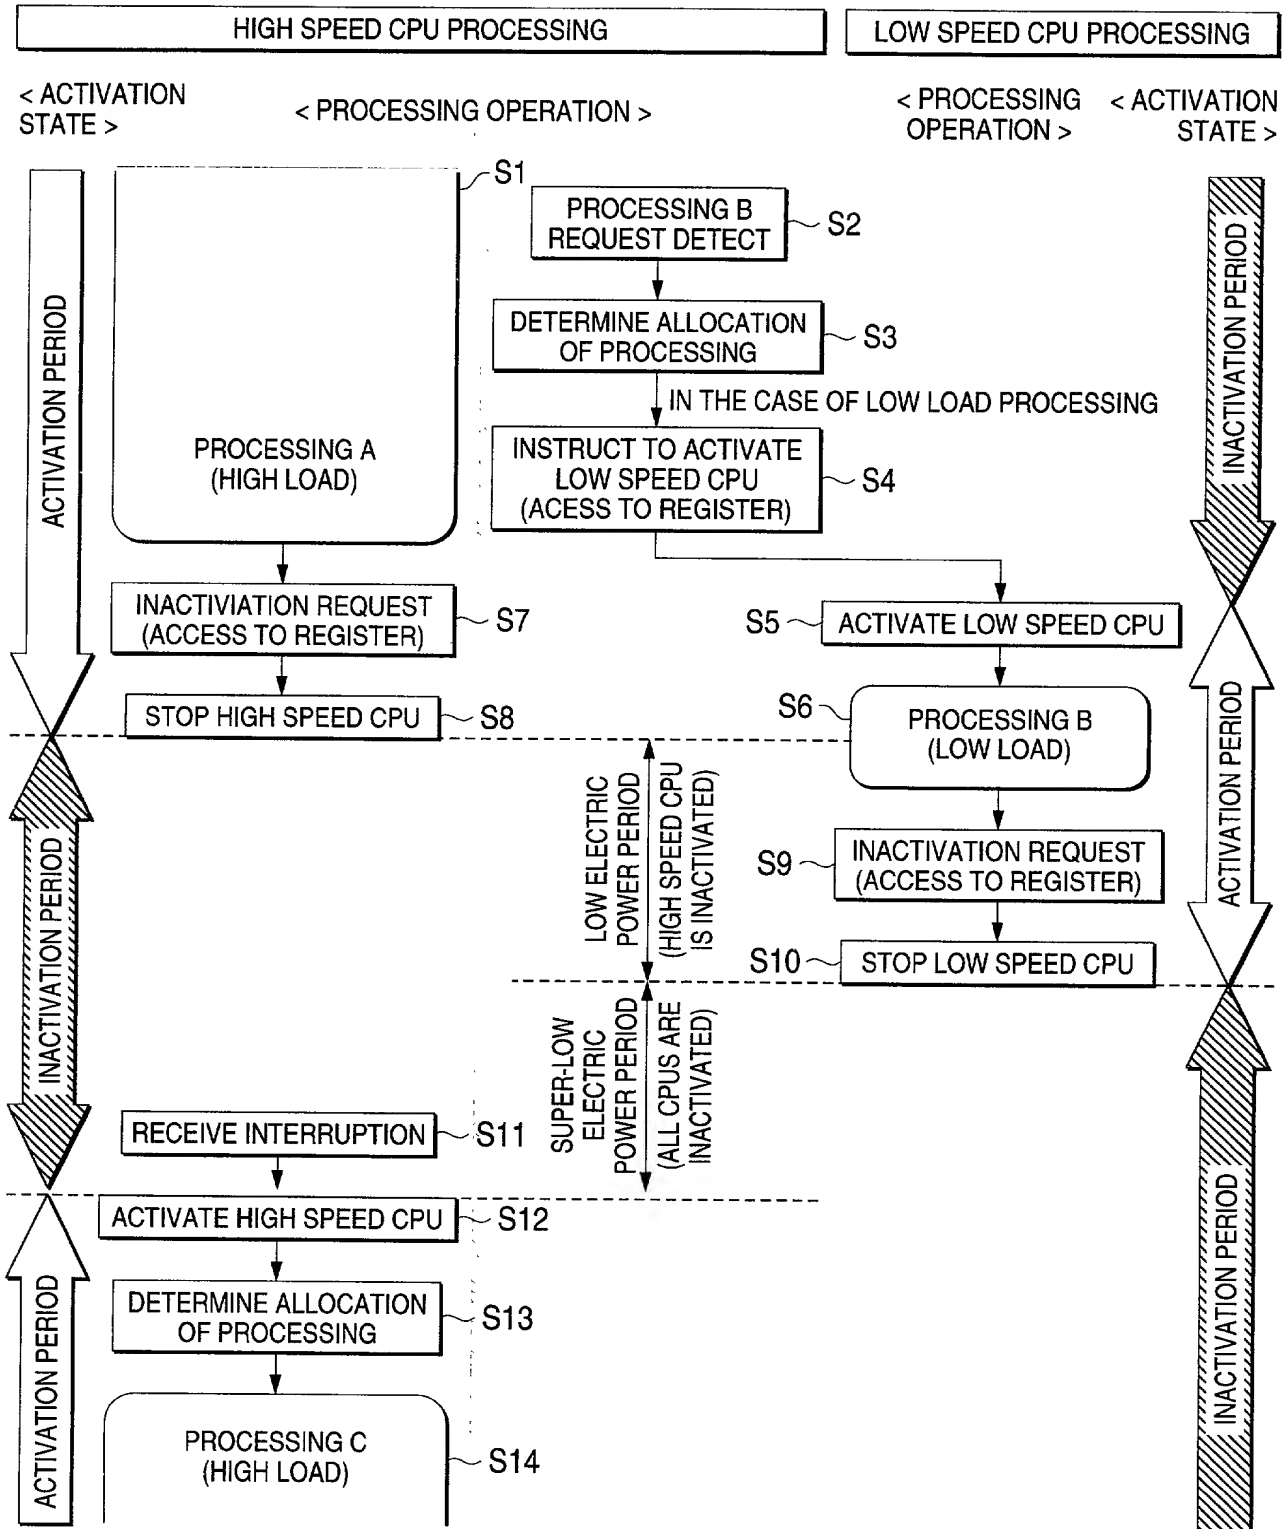 HIGH SPEED CPU PROCESSING
LOW SPEED CPU PROCESSING
< ACTIVATION
STATE >
< PROCESSING OPERATION >
< PROCESSING
OPERATION >
< ACTIVATION
STATE >
ACTIVATION PERIOD
PROCESSING A
(HIGH LOAD)
S1
PROCESSING B
REQUEST DETECT
S2
DETERMINE ALLOCATION
OF PROCESSING
S3
IN THE CASE OF LOW LOAD PROCESSING
INSTRUCT TO ACTIVATE
LOW SPEED CPU
(ACESS TO REGISTER)
S4
INACTIVATION PERIOD
INACTIVIATION REQUEST
(ACCESS TO REGISTER)
S7
S5
ACTIVATE LOW SPEED CPU
STOP HIGH SPEED CPU
S8
S6
PROCESSING B
(LOW LOAD)
ACTIVATION PERIOD
LOW ELECTRIC
POWER PERIOD
(HIGH SPEED CPU
IS INACTIVATED)
S9
INACTIVATION REQUEST
(ACCESS TO REGISTER)
S10
STOP LOW SPEED CPU
INACTIVATION PERIOD
SUPER-LOW
ELECTRIC
POWER PERIOD
(ALL CPUS ARE
INACTIVATED)
RECEIVE INTERRUPTION
S11
ACTIVATE HIGH SPEED CPU
S12
DETERMINE ALLOCATION
OF PROCESSING
S13
PROCESSING C
(HIGH LOAD)
S14
ACTIVATION PERIOD
INACTIVATION PERIOD